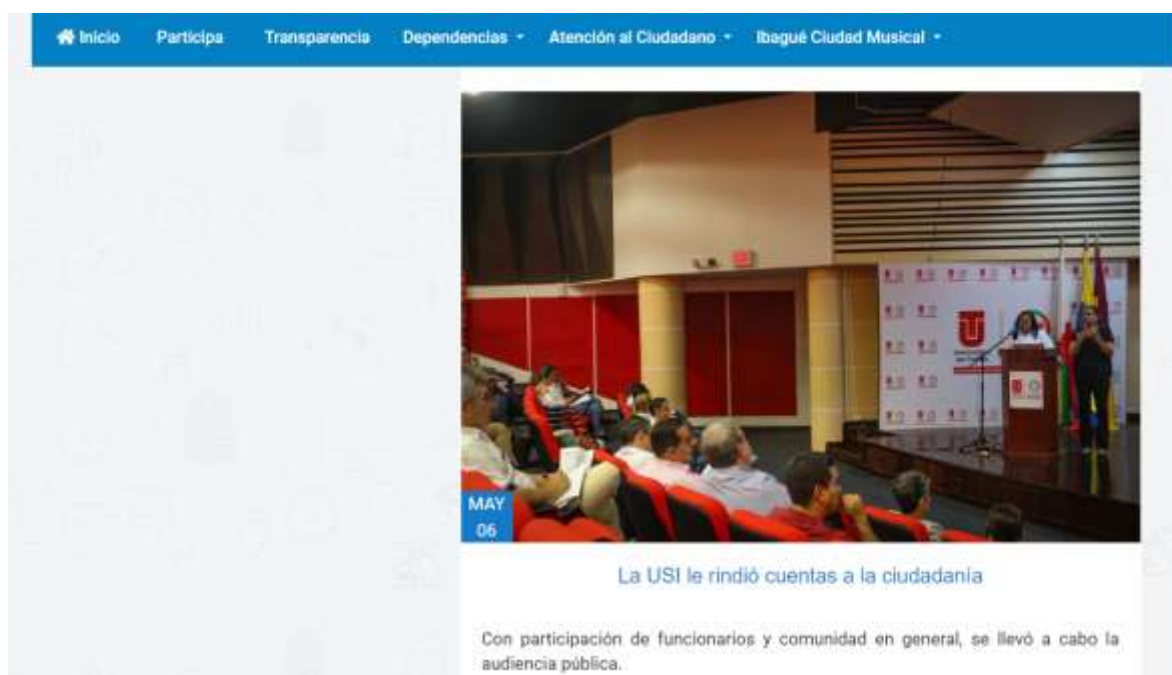 Inicio Participa Transparencia Dependencias Atención al Ciudadano Ibagué Ciudad Musical
MAY
06
La USI le rindió cuentas a la ciudadanía
Con participación de funcionarios y comunidad en general, se llevó a cabo la
audiencia pública.